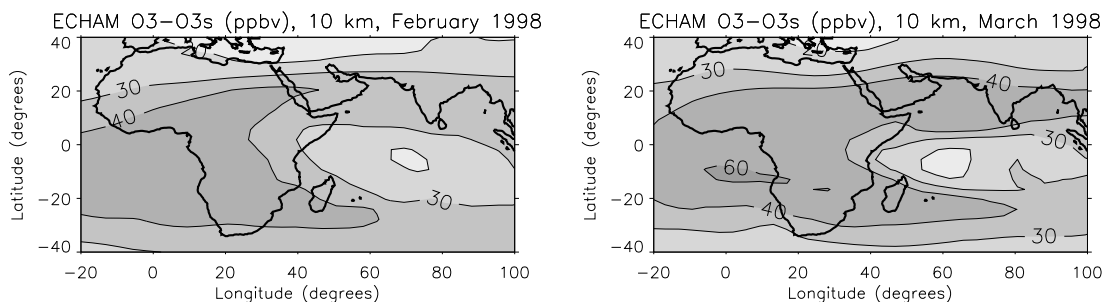 ECHAM O3−O3s (ppbv), 10 km, February 1998
40
20
0
−20
−40
Latitude (degrees)
20
30
40
30
−20 0 20 40 60 80 100
Longitude (degrees)
ECHAM O3−O3s (ppbv), 10 km, March 1998
40
20
0
−20
−40
Latitude (degrees)
20
30
40
30
60
40
30
−20 0 20 40 60 80 100
Longitude (degrees)